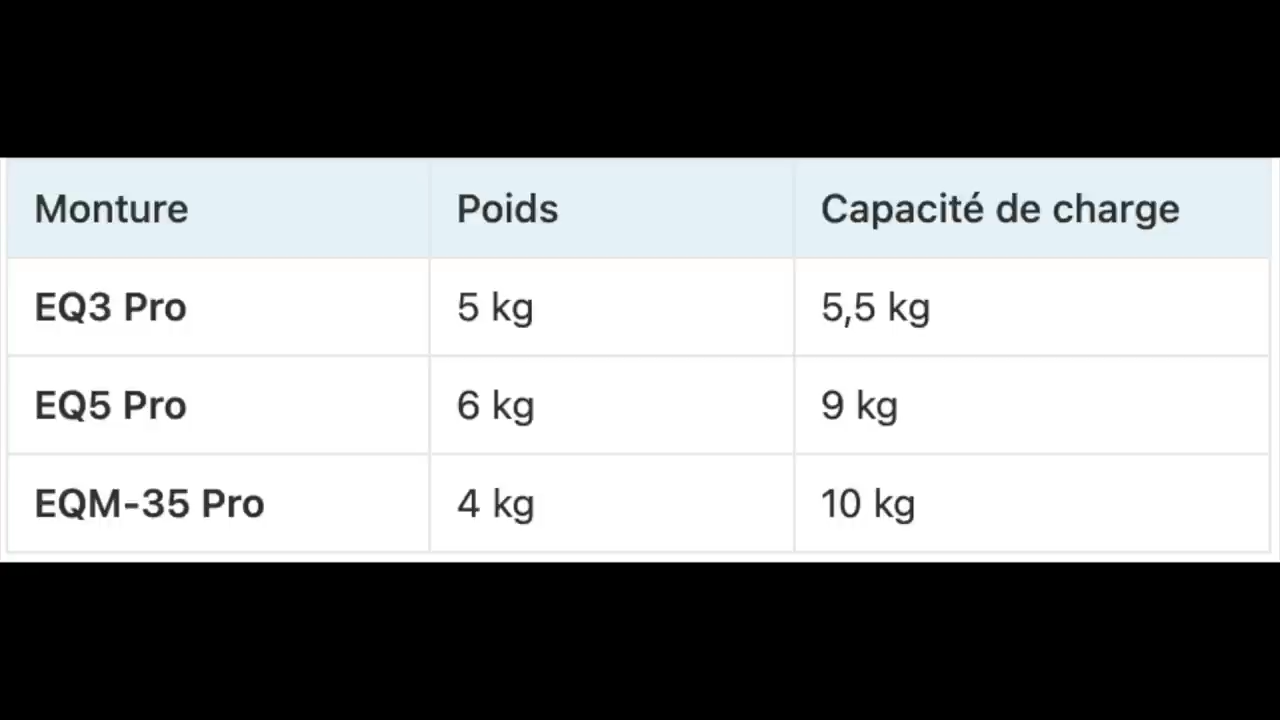 Monture Poids Capacité de charge
EQ3 Pro 5 kg 5,5 kg
EQ5 Pro 6 kg 9 kg
EQM-35 Pro 4 kg 10 kg